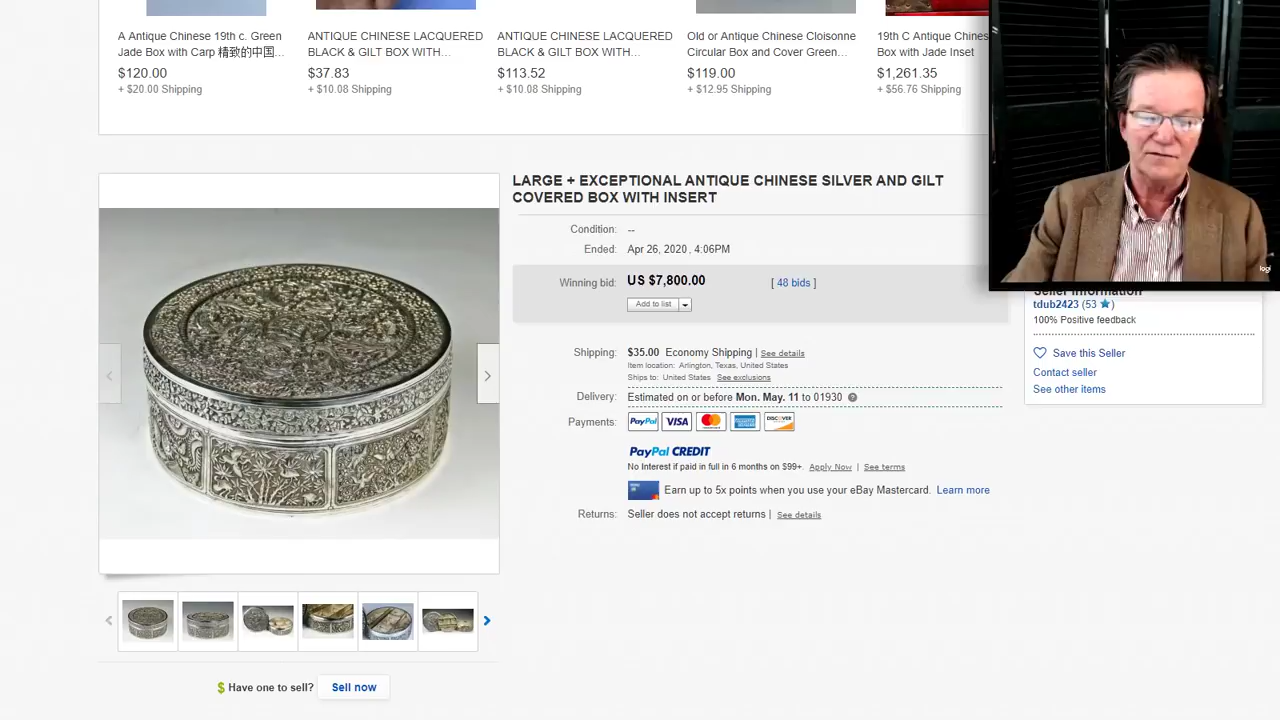 A Antique Chinese 19th c. Green
Jade Box with Carp 精致的中国...
$120.00
+ $20.00 Shipping
ANTIQUE CHINESE LACQUERED
BLACK & GILT BOX WITH...
$37.83
+ $10.08 Shipping
ANTIQUE CHINESE LACQUERED
BLACK & GILT BOX WITH...
$113.52
+ $10.08 Shipping
Old or Antique Chinese Cloisonne
Circular Box and Cover Green...
$119.00
+ $12.95 Shipping
19th C Antique Chines
Box with Jade Inset
$1,261.35
+ $56.76 Shipping
logi
LARGE + EXCEPTIONAL ANTIQUE CHINESE SILVER AND GILT
COVERED BOX WITH INSERT
Condition: --
Ended: Apr 26, 2020 , 4:06PM
Winning bid: US $7,800.00 [ 48 bids ]
Add to list
Shipping: $35.00 Economy Shipping | See details
Item location: Arlington, Texas, United States
Ships to: United States See exclusions
Delivery: Estimated on or before Mon. May. 11 to 01930
Payments: PayPal VISA MasterCard DISCOVER
PayPal CREDIT
No Interest if paid in full in 6 months on $99+. Apply Now | See terms
Earn up to 5x points when you use your eBay Mastercard. Learn more
Returns: Seller does not accept returns | See details
Seller information
tdub2423 (53 )
100% Positive feedback
Save this Seller
Contact seller
See other items
$ Have one to sell? Sell now